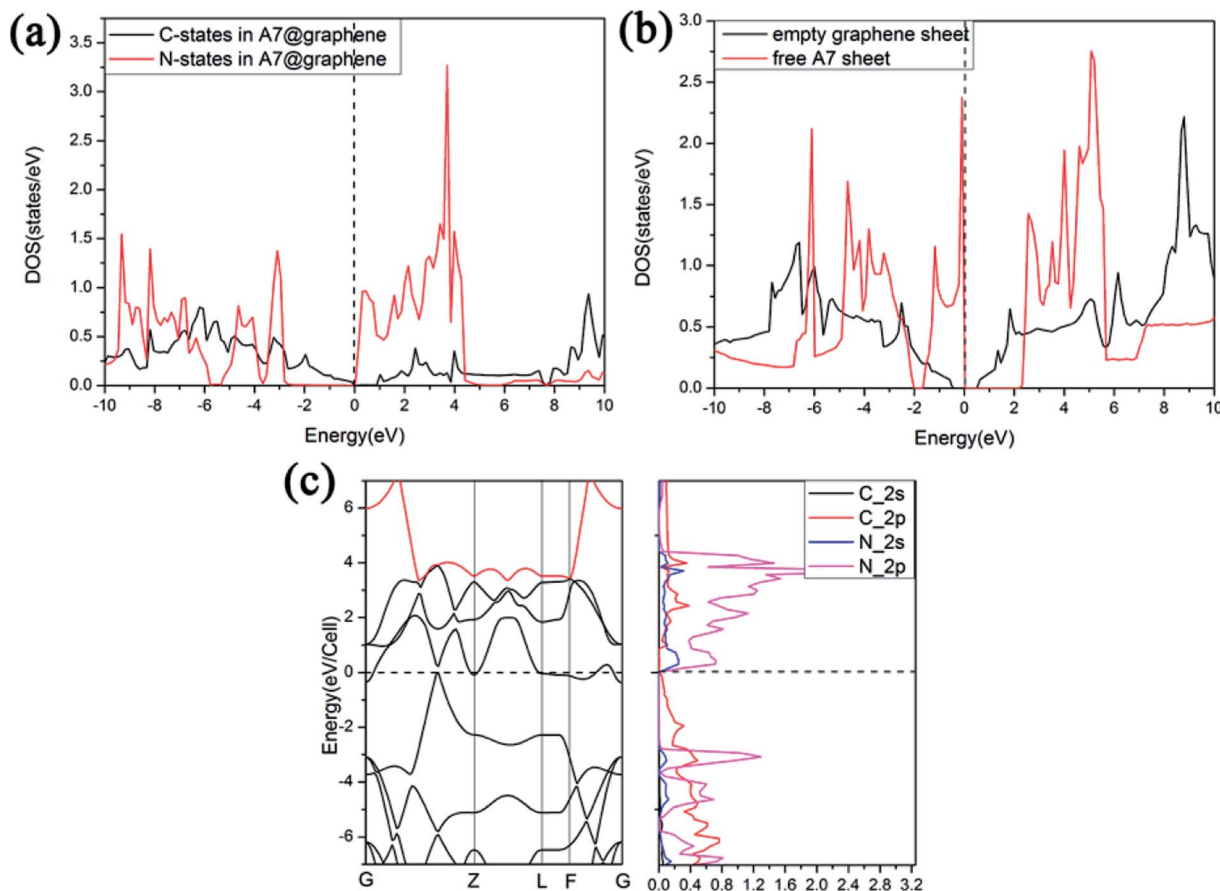 (a)
C-states in A7@graphene
N-states in A7@graphene
3.5
3.0
2.5
2.0
1.5
1.0
0.5
0.0
DOS(states/eV)
-10 -8 -6 -4 -2 0 2 4 6 8 10
Energy(eV)
(b)
empty graphene sheet
free A7 sheet
3.0
2.5
2.0
1.5
1.0
0.5
0.0
DOS(states/eV)
-10 -8 -6 -4 -2 0 2 4 6 8 10
Energy(eV)
(c)
6
4
2
0
-2
-4
-6
Energy(eV/Cell)
G Z L F G
C_2s
C_2p
N_2s
N_2p
0.0 0.4 0.8 1.2 1.6 2.0 2.4 2.8 3.2